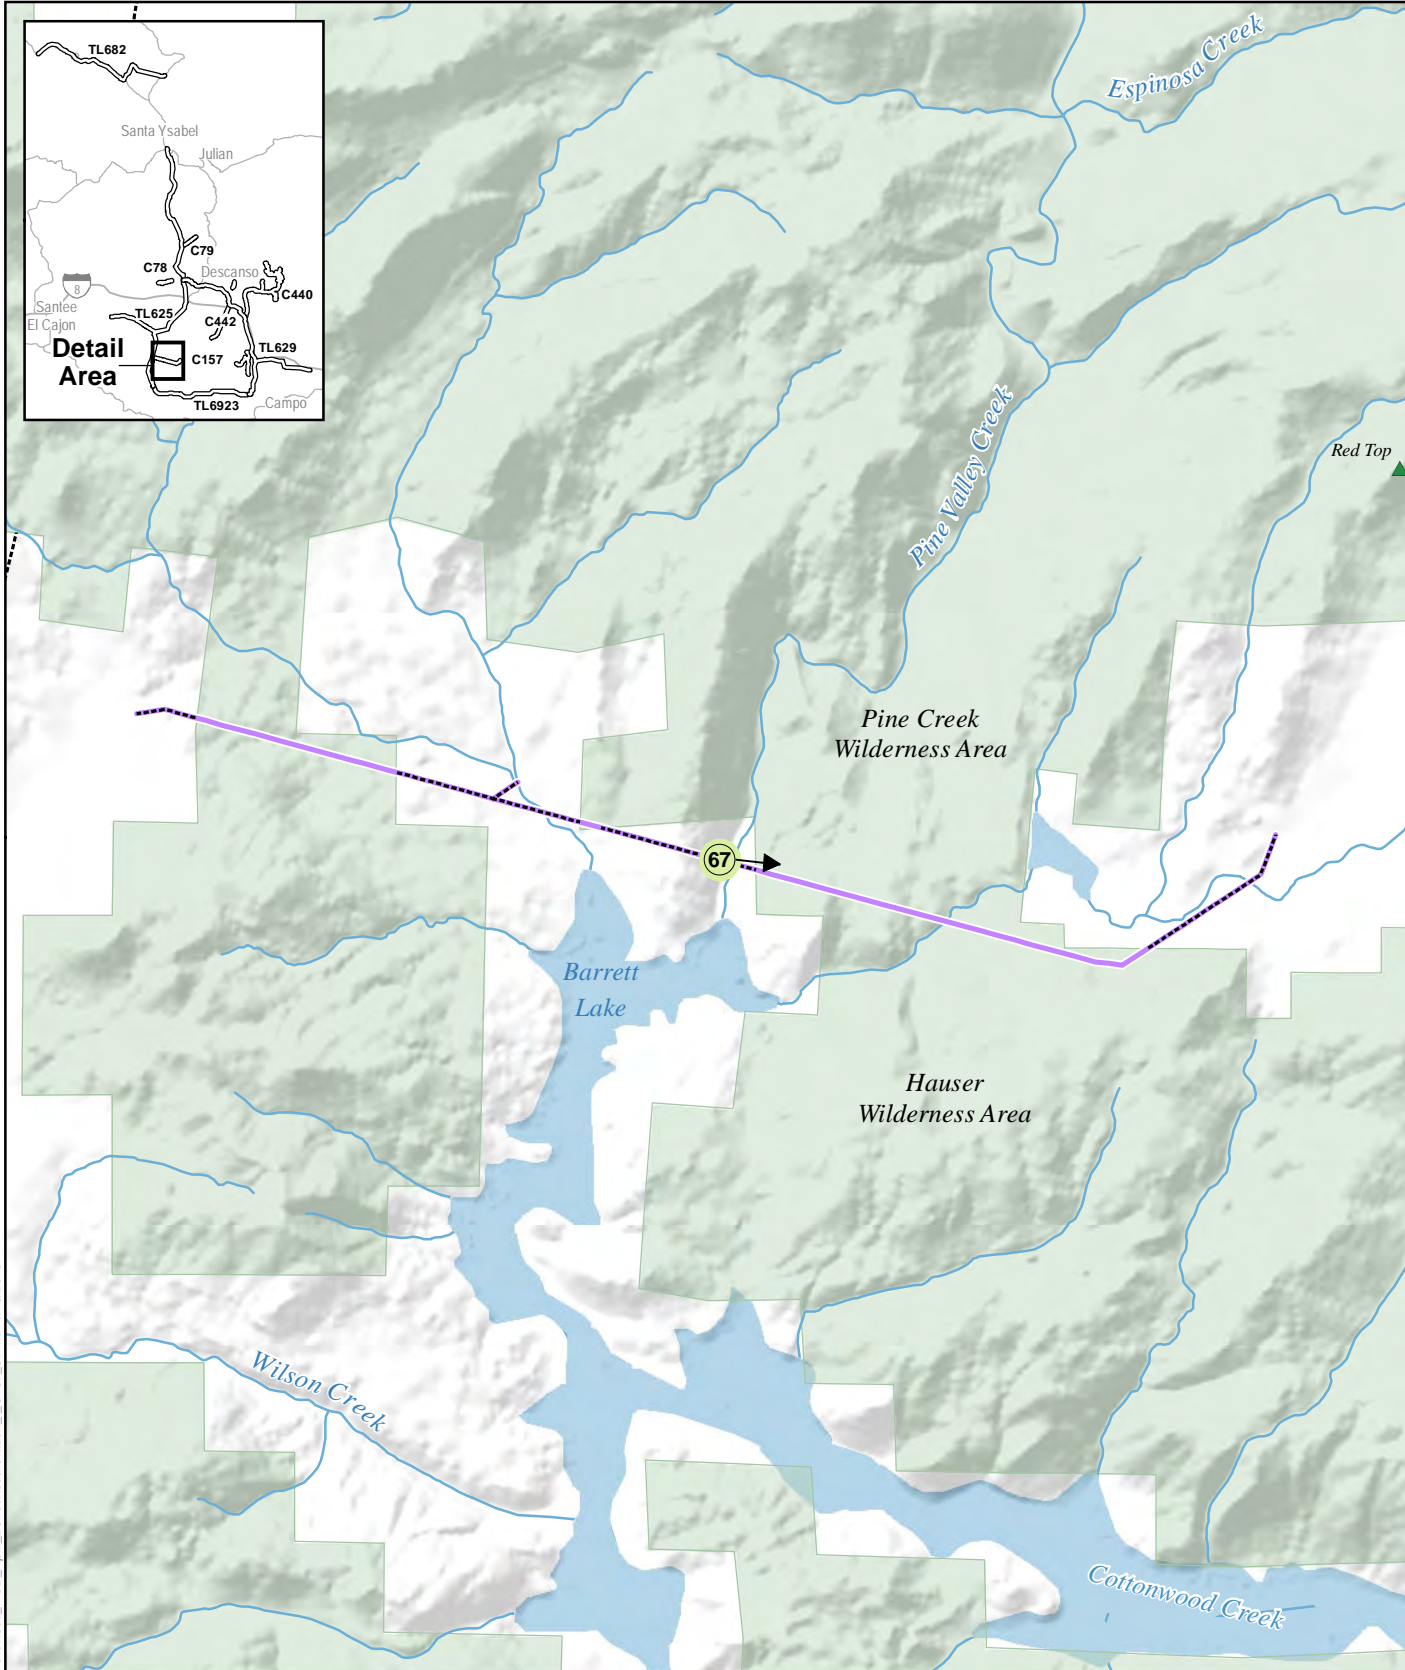 TL682
Santa Ysabel
Julian
C79
C78
Descanso
8
C440
Santee
El Cajon
TL625
C442
Detail
Area
C157
TL629
TL6923
Campo
Espinosa Creek
Pine Valley Creek
Red Top
Pine Creek
Wilderness Area
67
Barrett
Lake
Hauser
Wilderness Area
Wilson Creek
Cottonwood Creek